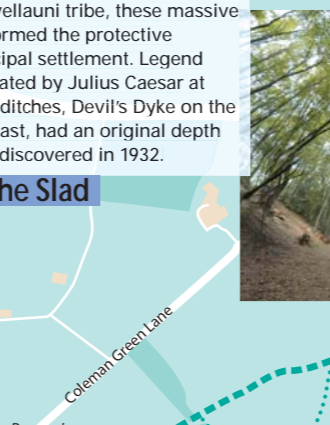 vellauni tribe, these massive
ormed the protective
cipal settlement. Legend
ated by Julius Caesar at
ditches, Devil's Dyke on the
ast, had an original depth
discovered in 1932.
he Slad
Coleman Green Lane